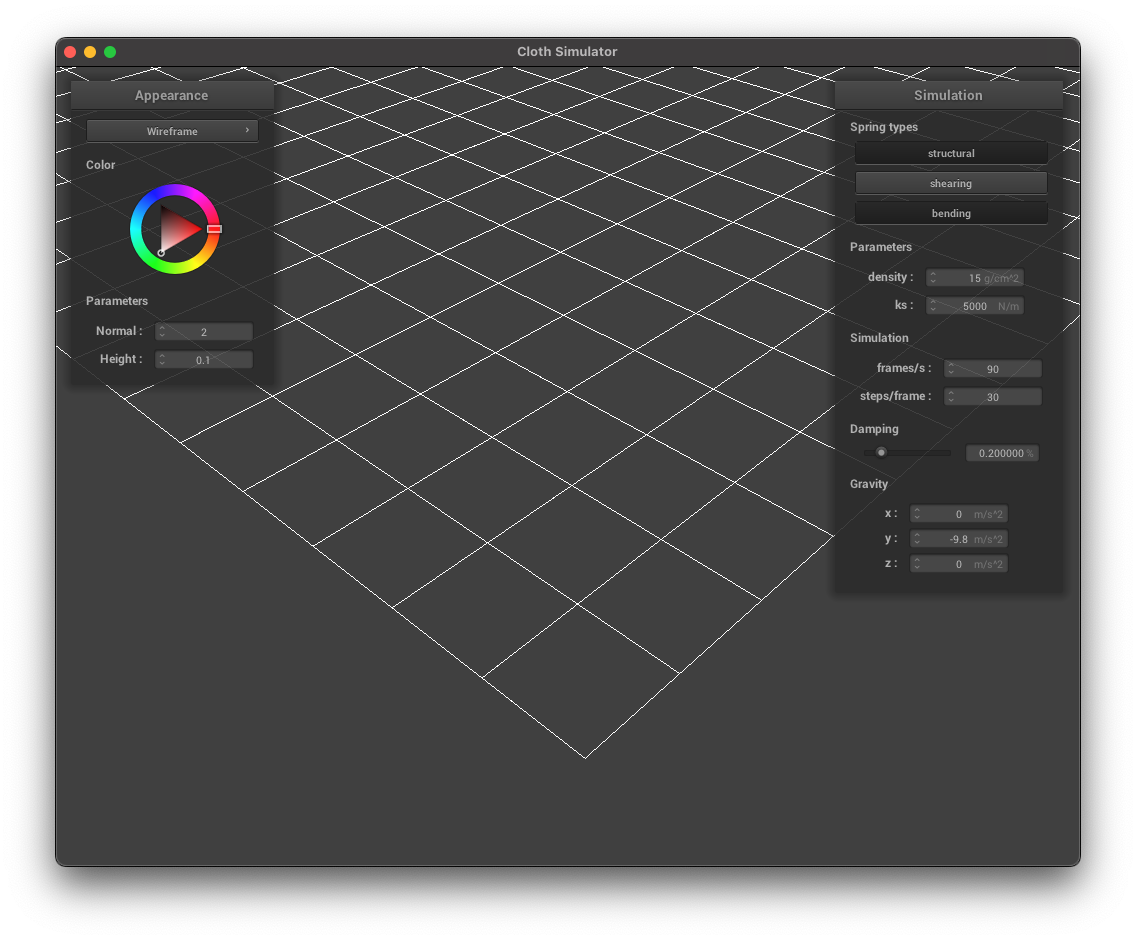 Cloth Simulator
Appearance
Wireframe
Color
Parameters
Normal : 2
Height : 0.1
Simulation
Spring types
structural
shearing
bending
Parameters
density : 15 g/cm^2
ks : 5000 N/m
Simulation
frames/s : 90
steps/frame : 30
Damping
0.200000 %
Gravity
x : 0 m/s^2
y : -9.8 m/s^2
z : 0 m/s^2